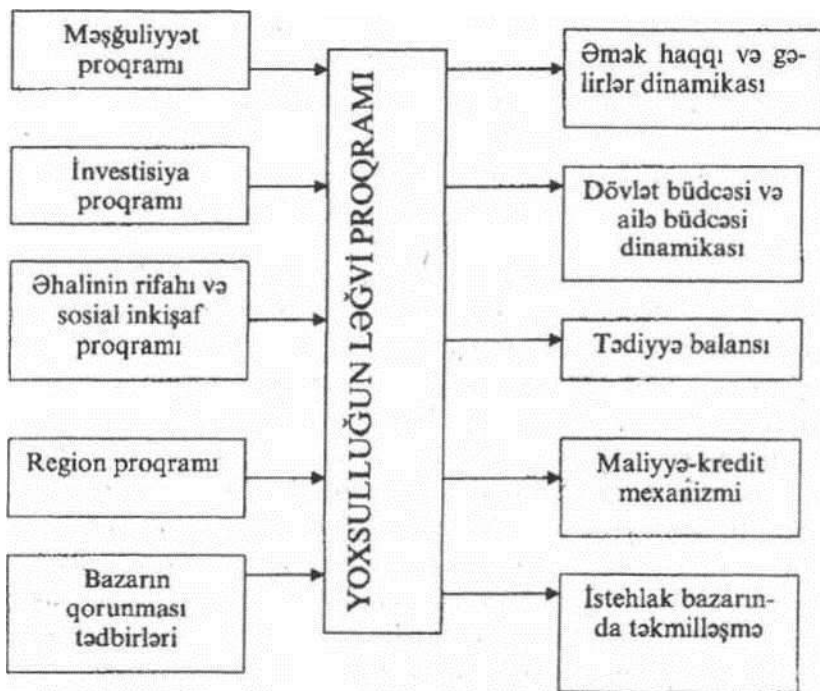 Məşğuliyyət
proqramı
İnvestisiya
proqramı
Əhalinin rifahı və
sosial inkişaf
proqramı
Region proqramı
Bazarın
qorunması
tədbirləri
YOXSULLUĞUN LƏĞVİ PROQRAMI
Əmək haqqı və gə-
lirlər dinamikası
Dövlət büdcəsi və
ailə büdcəsi
dinamikası
Tədiyyə balansı
Maliyyə-kredit
mexanizmi
İstehlak bazarın-
da təkmilləşmə